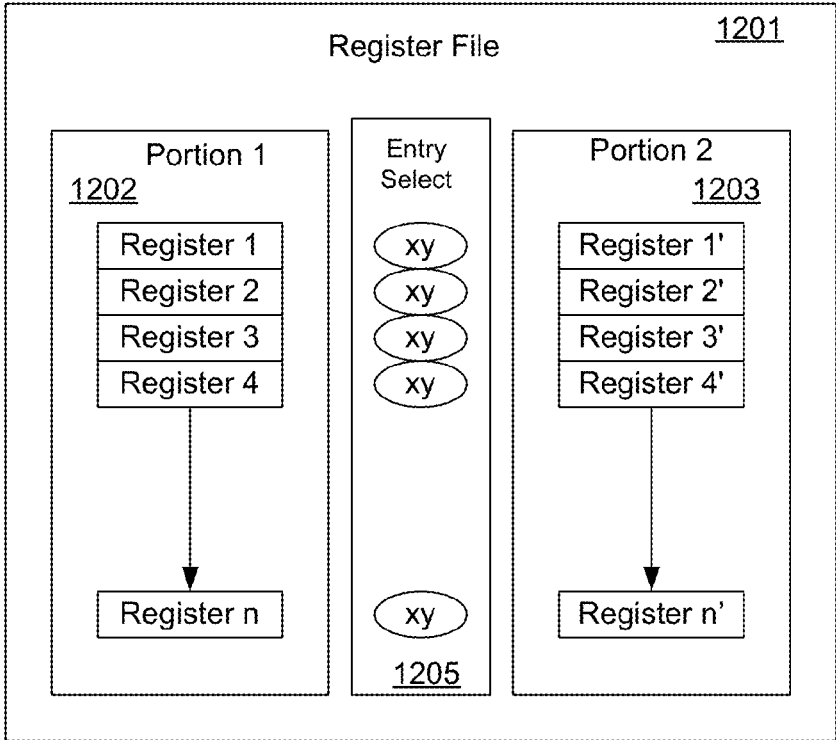 1201
Register File
Portion 1
1202
Register 1
Register 2
Register 3
Register 4
Register n
Entry
Select
xy
xy
xy
xy
xy
1205
Portion 2
1203
Register 1'
Register 2'
Register 3'
Register 4'
Register n’